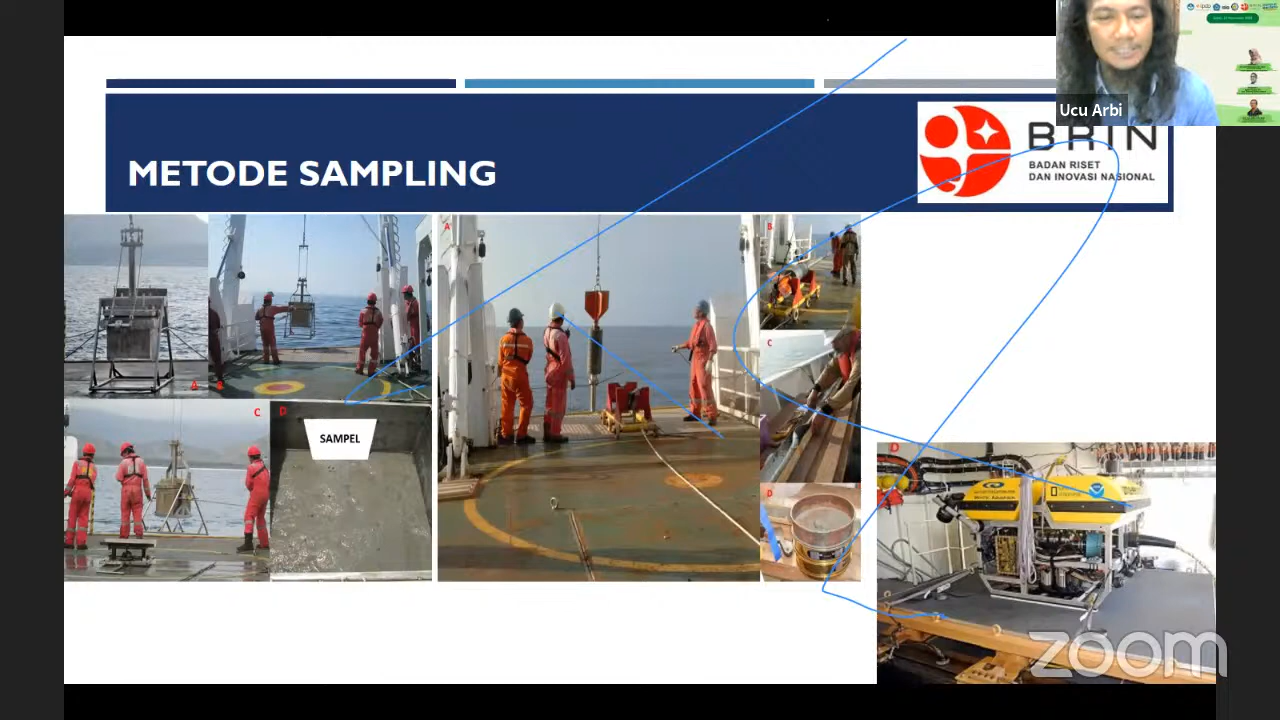 Ucu Arbi
BRIN
BADAN RISET
DAN INOVASI NASIONAL
METODE SAMPLING
A
B
C
D
SAMPEL
A
B
C
D
D
zoom